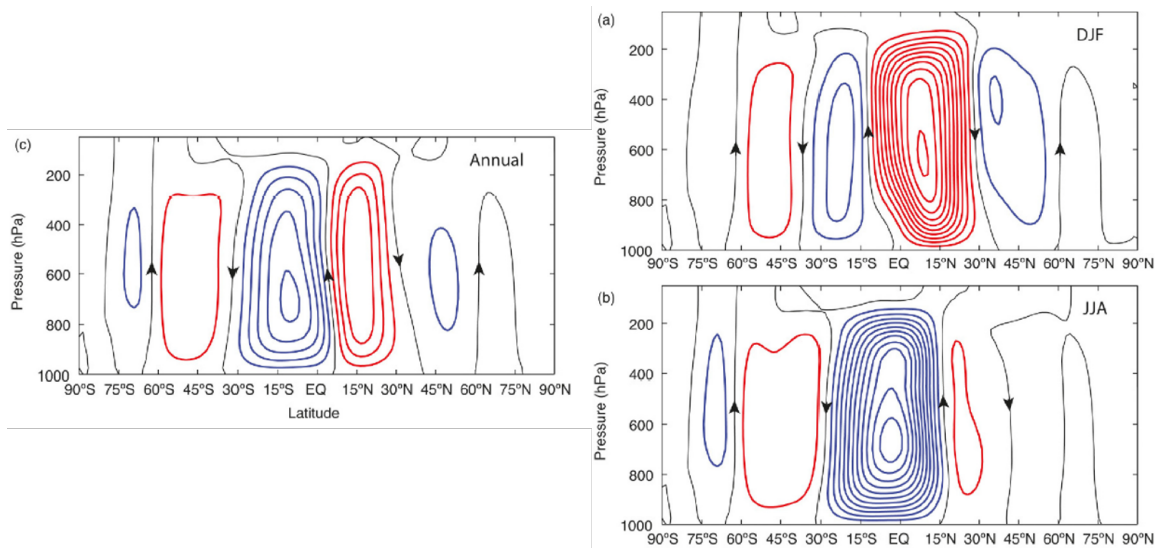 (c)
Annual
Pressure (hPa)
200
400
600
800
1000
90ºS 75ºS 60ºS 45ºS 30ºS 15ºS EQ 15ºN 30ºN 45ºN 60ºN 75ºN 90ºN
Latitude
(a)
DJF
Pressure (hPa)
200
400
600
800
1000
90ºS 75ºS 60ºS 45ºS 30ºS 15ºS EQ 15ºN 30ºN 45ºN 60ºN 75ºN 90ºN
(b)
JJA
Pressure (hPa)
200
400
600
800
1000
90ºS 75ºS 60ºS 45ºS 30ºS 15ºS EQ 15ºN 30ºN 45ºN 60ºN 75ºN 90ºN